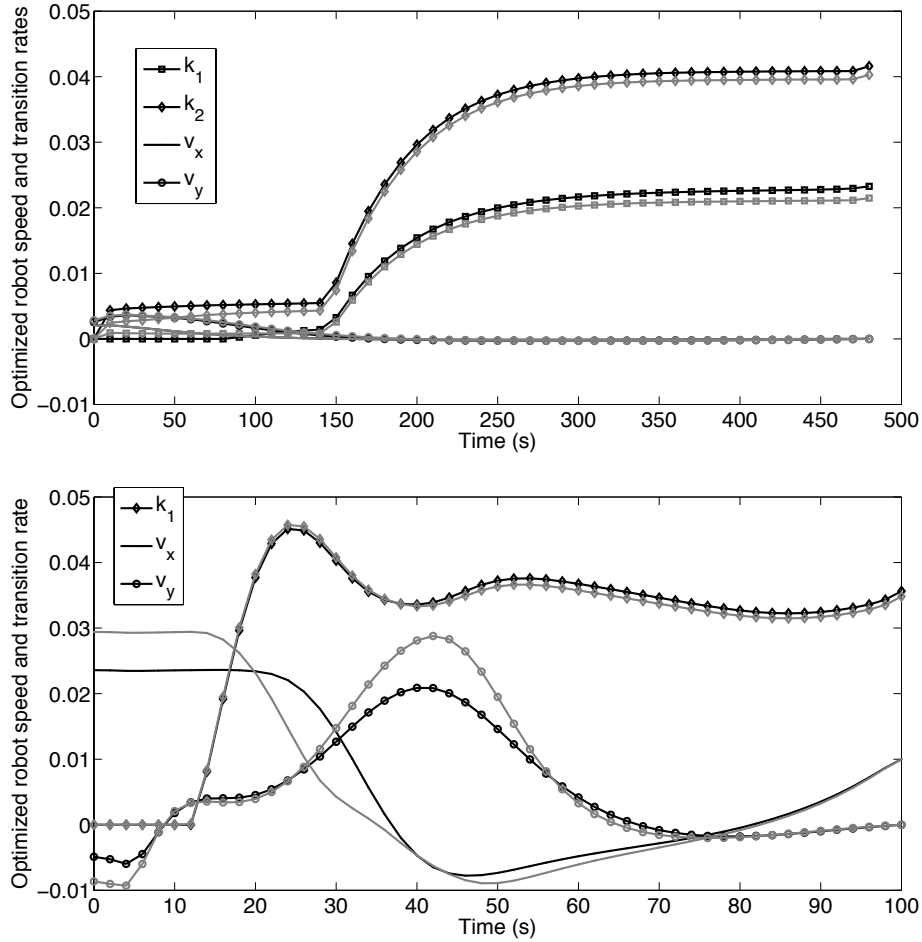 Optimized robot speed and transition rates
0.05
0.04
0.03
0.02
0.01
0
−0.01
k1
k2
vx
vy
0 50 100 150 200 250 300 350 400 450 500
Time (s)
Optimized robot speed and transition rate
0.05
0.04
0.03
0.02
0.01
0
−0.01
k1
vx
vy
0 10 20 30 40 50 60 70 80 90 100
Time (s)